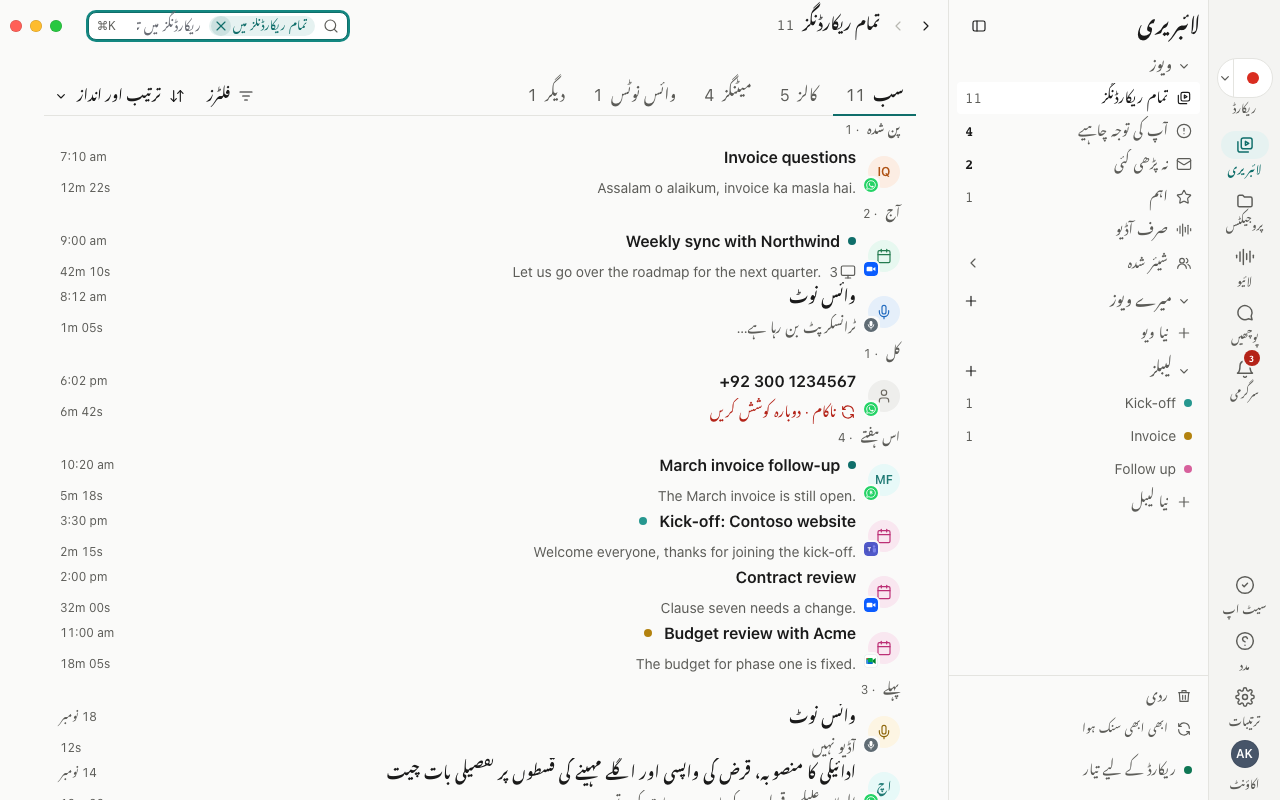 ریکارڈ
لائبریری
پروجیکٹس
لائیو
پوچھیں
3
سرگرمی
سیٹ اپ
مدد
ترتیبات
AK
اکاؤنٹ
لائبریری
ویوز
تمام ریکارڈنگز 11
آپ کی توجہ چاہیے 4
نہ پڑھی گئی 2
اہم 1
صرف آڈیو
شیئر شدہ
میرے ویوز
نیا ویو
لیبلز
Kick-off 1
Invoice 1
Follow up
نیا لیبل
ردی
ابھی ابھی سنک ہوا
ریکارڈ کے لیے تیار
تمام ریکارڈنگز 11
تمام ریکارڈنگز میں ریکارڈنگز میں ⌘K
سب 11 کالز 5 میٹنگز 4 وائس نوٹس 1 دیگر 1
فلٹرز ترتیب اور انداز
پن شدہ · 1
Invoice questions 7:10 am
IQ
Assalam o alaikum, invoice ka masla hai. 12m 22s
آج · 2
Weekly sync with Northwind 9:00 am
3 Let us go over the roadmap for the next quarter. 42m 10s
وائس نوٹ 8:12 am
ٹرانسکرپٹ بن رہا ہے... 1m 05s
کل · 1
+92 300 1234567 6:02 pm
ناکام · دوبارہ کوشش کریں 6m 42s
اس ہفتے · 4
March invoice follow-up 10:20 am
MF
The March invoice is still open. 5m 18s
Kick-off: Contoso website 3:30 pm
Welcome everyone, thanks for joining the kick-off. 2m 15s
Contract review 2:00 pm
Clause seven needs a change. 32m 00s
Budget review with Acme 11:00 am
The budget for phase one is fixed. 18m 05s
پہلے · 3
وائس نوٹ 18 نومبر
آڈیو نہیں 12s
ادائیگی کا منصوبہ، قرض کی واپسی اور اگلے مہینے کی قسطوں پر تفصیلی بات چیت 14 نومبر
اچ